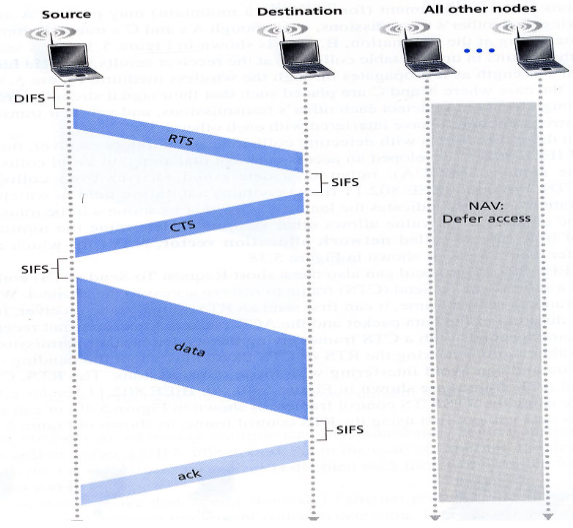 Source
Destination
All other nodes
DIFS
RTS
SIFS
CTS
SIFS
NAV:
Defer access
data
SIFS
ack